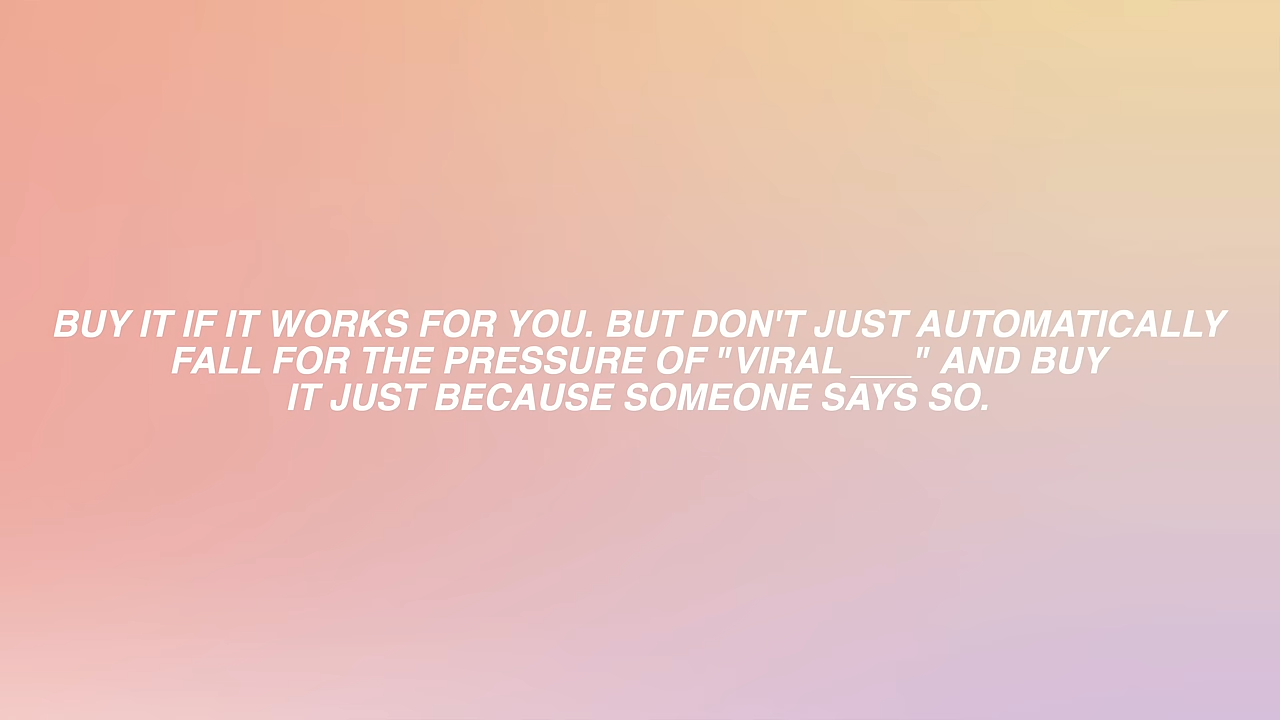 BUY IT IF IT WORKS FOR YOU. BUT DON'T JUST AUTOMATICALLY
FALL FOR THE PRESSURE OF "VIRAL ___" AND BUY
IT JUST BECAUSE SOMEONE SAYS SO.